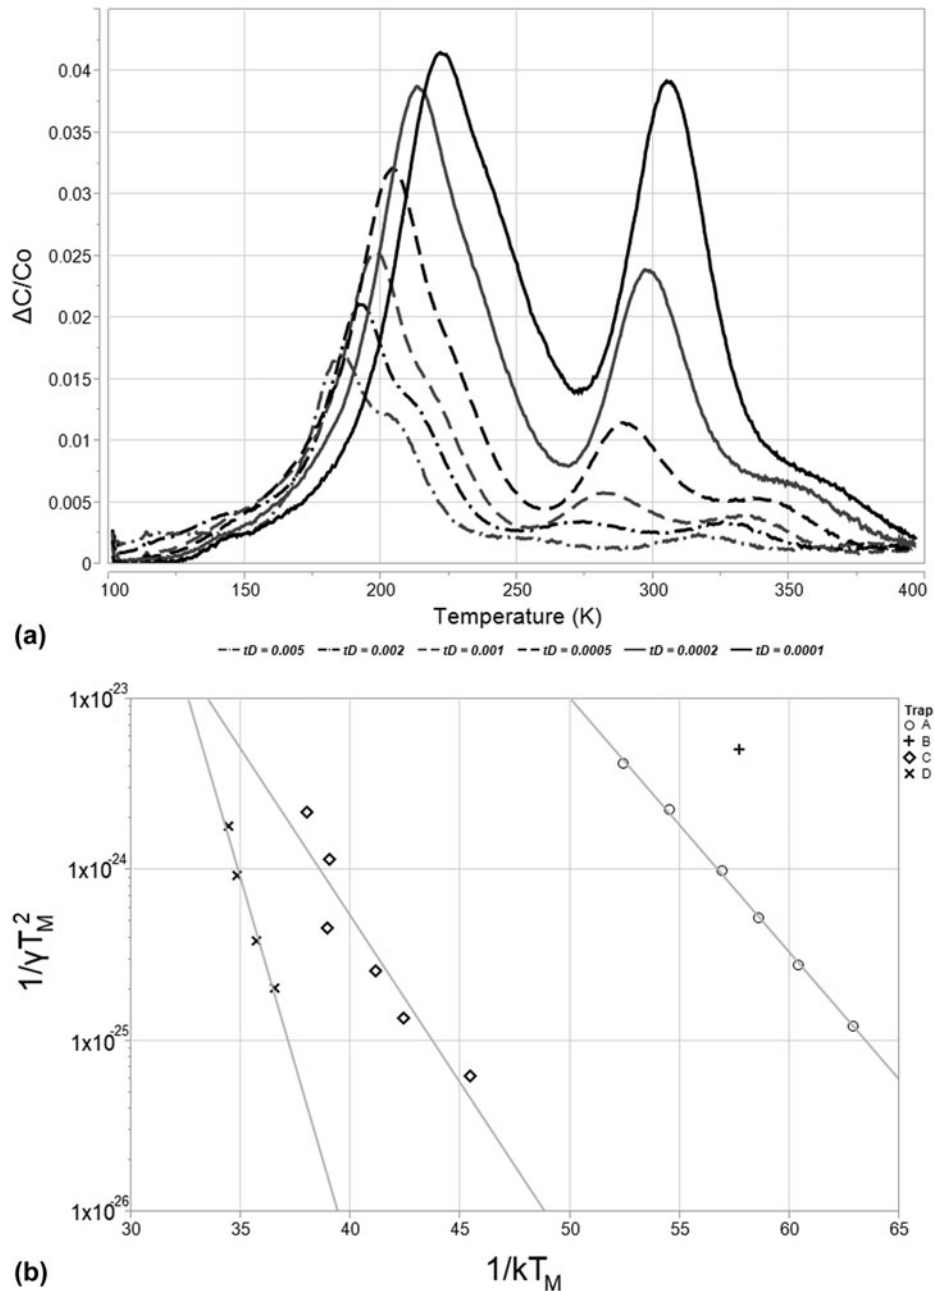 (a)
0.04
0.035
0.03
0.025
0.02
0.015
0.01
0.005
0
ΔC/Co
100 150 200 250 300 350 400
Temperature (K)
tD = 0.005 tD = 0.002 tD = 0.001 tD = 0.0005 tD = 0.0002 tD = 0.0001
1x10-23
1x10-24
1x10-25
1x10-26
1/γT_M^2
30 35 40 45 50 55 60 65
1/kT_M
Trap
A
B
C
D
(b)